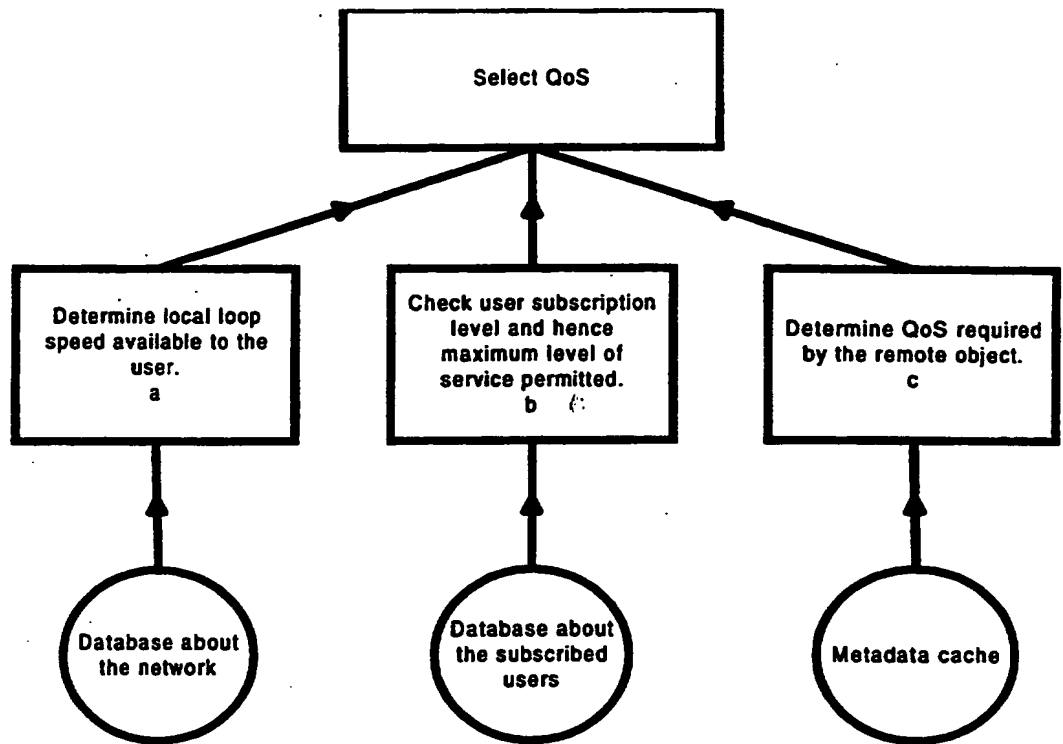 Select QoS
Determine local loop
speed available to the
user.
a
Check user subscription
level and hence
maximum level of
service permitted.
b
Determine QoS required
by the remote object.
c
Database about
the network
Database about
the subscribed
users
Metadata cache